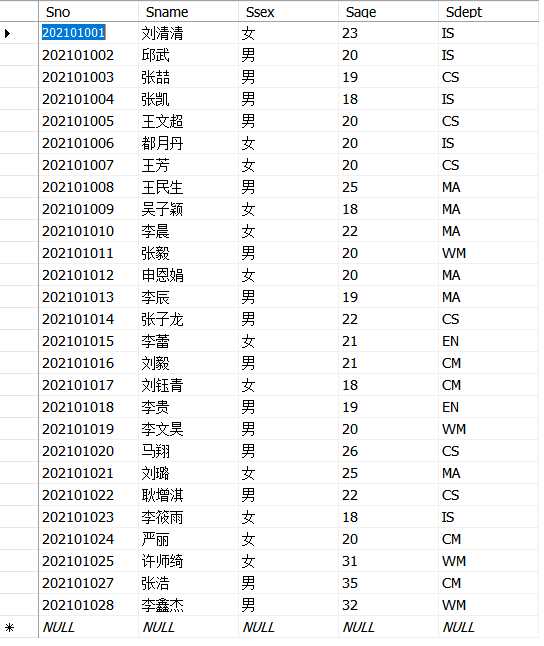 Sno Sname Ssex Sage Sdept
202101001 刘清清 女 23 IS
202101002 邱武 男 20 IS
202101003 张喆 男 19 CS
202101004 张凯 男 18 IS
202101005 王文超 男 20 CS
202101006 都月丹 女 20 IS
202101007 王芳 女 20 CS
202101008 王民生 男 25 MA
202101009 吴子颖 女 18 MA
202101010 李晨 女 22 MA
202101011 张毅 男 20 WM
202101012 申恩娟 女 20 MA
202101013 李辰 男 19 MA
202101014 张子龙 男 22 CS
202101015 李蕾 女 21 EN
202101016 刘毅 男 21 CM
202101017 刘钰青 女 18 CM
202101018 李贵 男 19 EN
202101019 李文昊 男 20 WM
202101020 马翔 男 26 CS
202101021 刘璐 女 25 MA
202101022 耿增淇 男 22 CS
202101023 李筱雨 女 18 IS
202101024 严丽 女 20 CM
202101025 许师绮 女 31 WM
202101027 张浩 男 35 CM
202101028 李鑫杰 男 32 WM
NULL NULL NULL NULL NULL